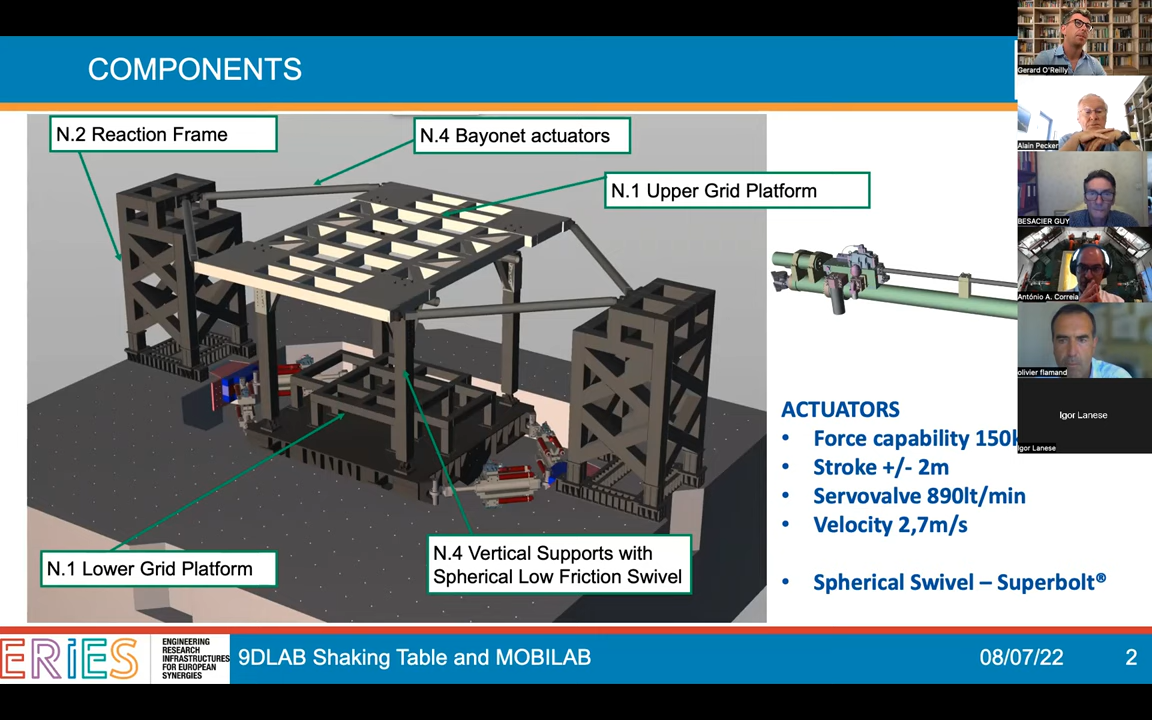 COMPONENTS
N.2 Reaction Frame
N.4 Bayonet actuators
N.1 Upper Grid Platform
N.1 Lower Grid Platform
N.4 Vertical Supports with
Spherical Low Friction Swivel
ACTUATORS
• Force capability 150k
• Stroke +/- 2m
• Servovalve 890lt/min
• Velocity 2,7m/s
• Spherical Swivel – Superbolt®
ERIES
ENGINEERING
RESEARCH
INFRASTRUCTURES
FOR EUROPEAN
SYNERGIES
9DLAB Shaking Table and MOBILAB
08/07/22
2
Gerard O'Reilly
Alain Pecker
BESACIER GUY
António A. Correia
olivier flamand
Igor Lanese
Igor Lanese